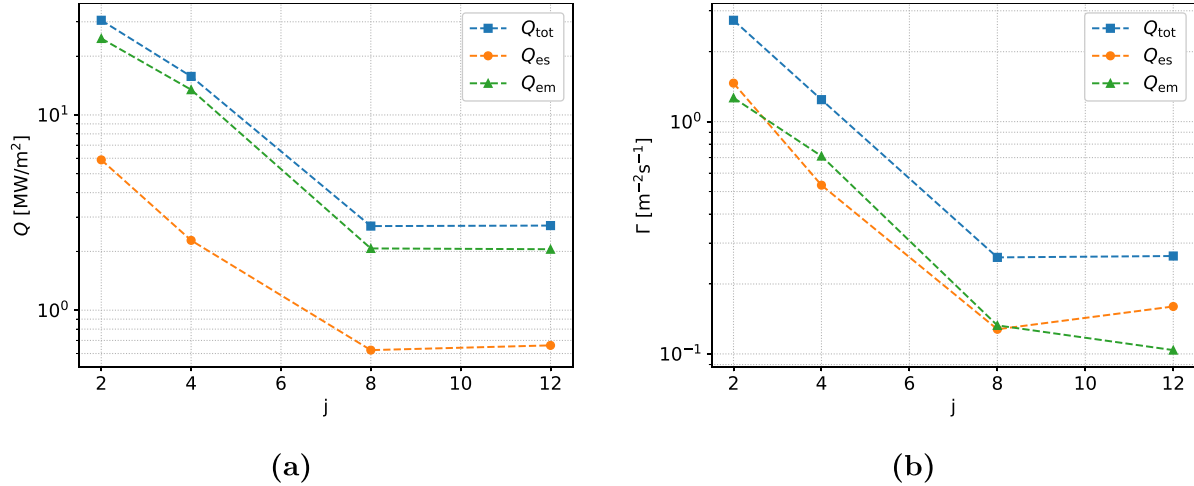 Q [MW/m²]
10¹
10⁰
2 4 6 8 10 12
j
Q_tot
Q_es
Q_em
(a)
Γ [m⁻²s⁻¹]
10⁰
10⁻¹
2 4 6 8 10 12
j
Q_tot
Q_es
Q_em
(b)